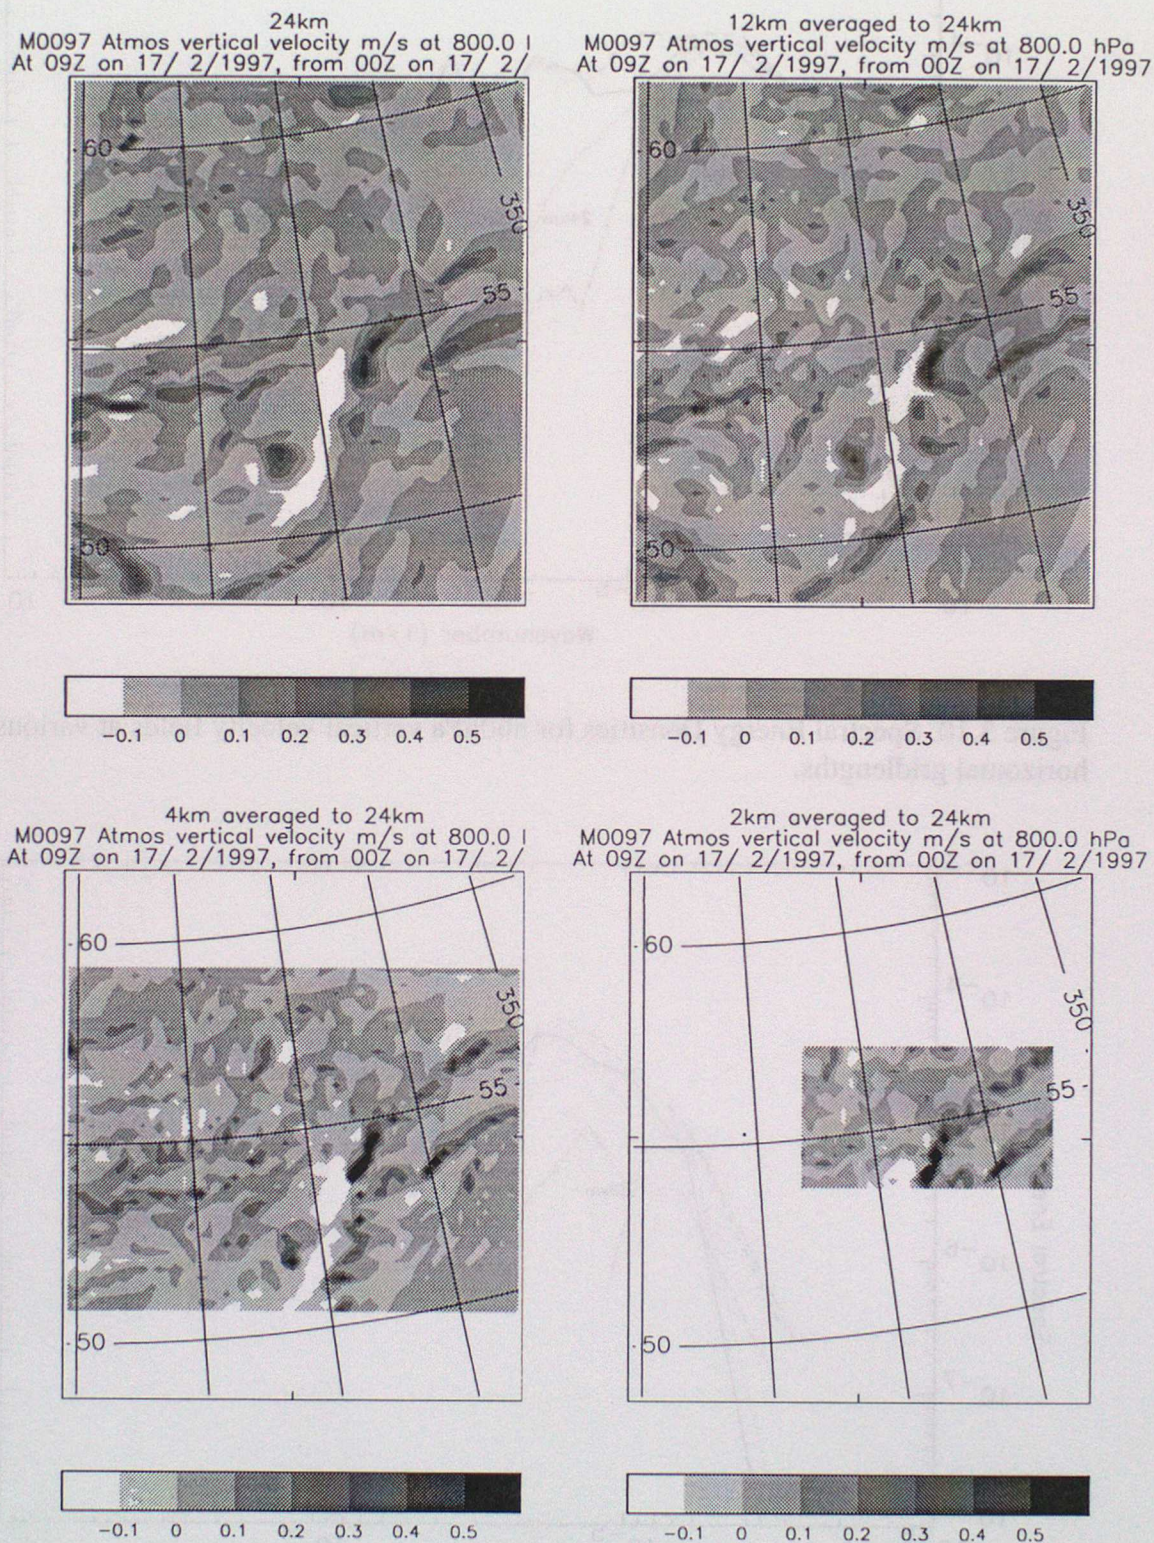 24km
M0097 Atmos vertical velocity m/s at 800.0 l
At 09Z on 17/ 2/1997, from 00Z on 17/ 2/
60
350
55
50
-0.1 0 0.1 0.2 0.3 0.4 0.5
12km averaged to 24km
M0097 Atmos vertical velocity m/s at 800.0 hPa
At 09Z on 17/ 2/1997, from 00Z on 17/ 2/1997
60
350
55
50
-0.1 0 0.1 0.2 0.3 0.4 0.5
4km averaged to 24km
M0097 Atmos vertical velocity m/s at 800.0 l
At 09Z on 17/ 2/1997, from 00Z on 17/ 2/
60
350
55
50
-0.1 0 0.1 0.2 0.3 0.4 0.5
2km averaged to 24km
M0097 Atmos vertical velocity m/s at 800.0 hPa
At 09Z on 17/ 2/1997, from 00Z on 17/ 2/1997
60
350
55
50
-0.1 0 0.1 0.2 0.3 0.4 0.5
Wavenumber (1/m)
horizontal gridlengths.